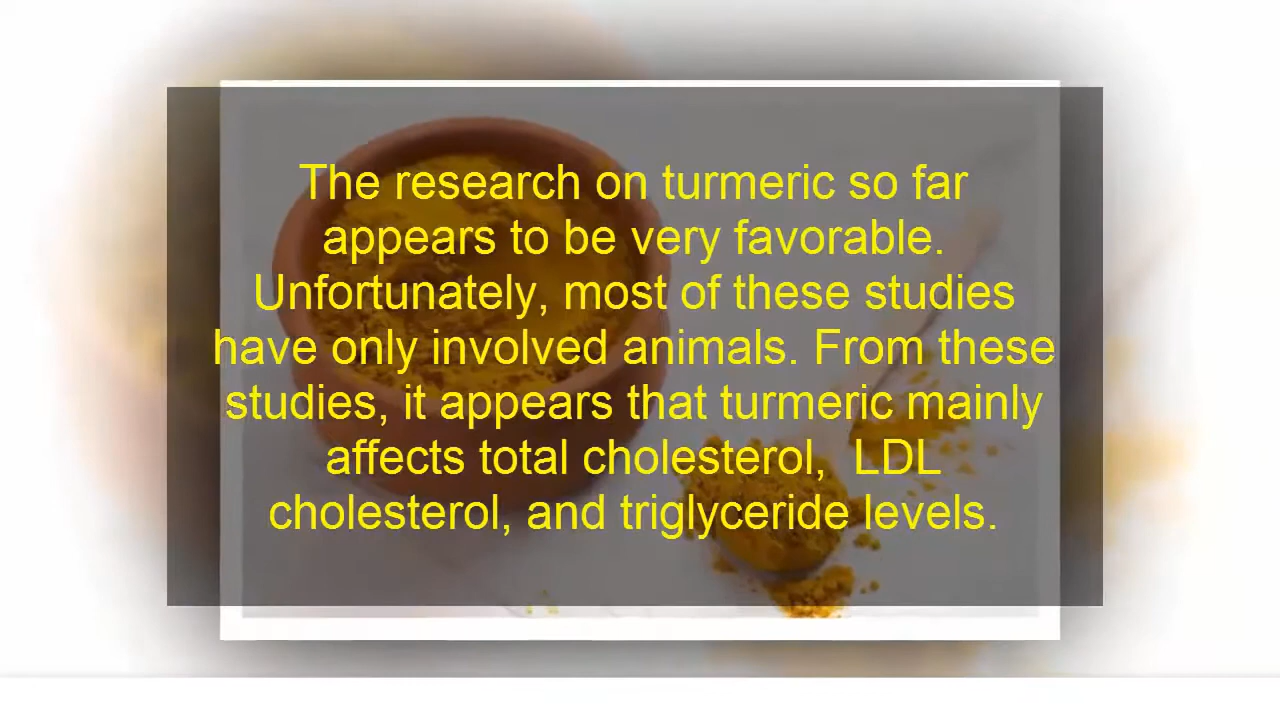 The research on turmeric so far
appears to be very favorable.
Unfortunately, most of these studies
have only involved animals. From these
studies, it appears that turmeric mainly
affects total cholesterol,  LDL
cholesterol, and triglyceride levels.